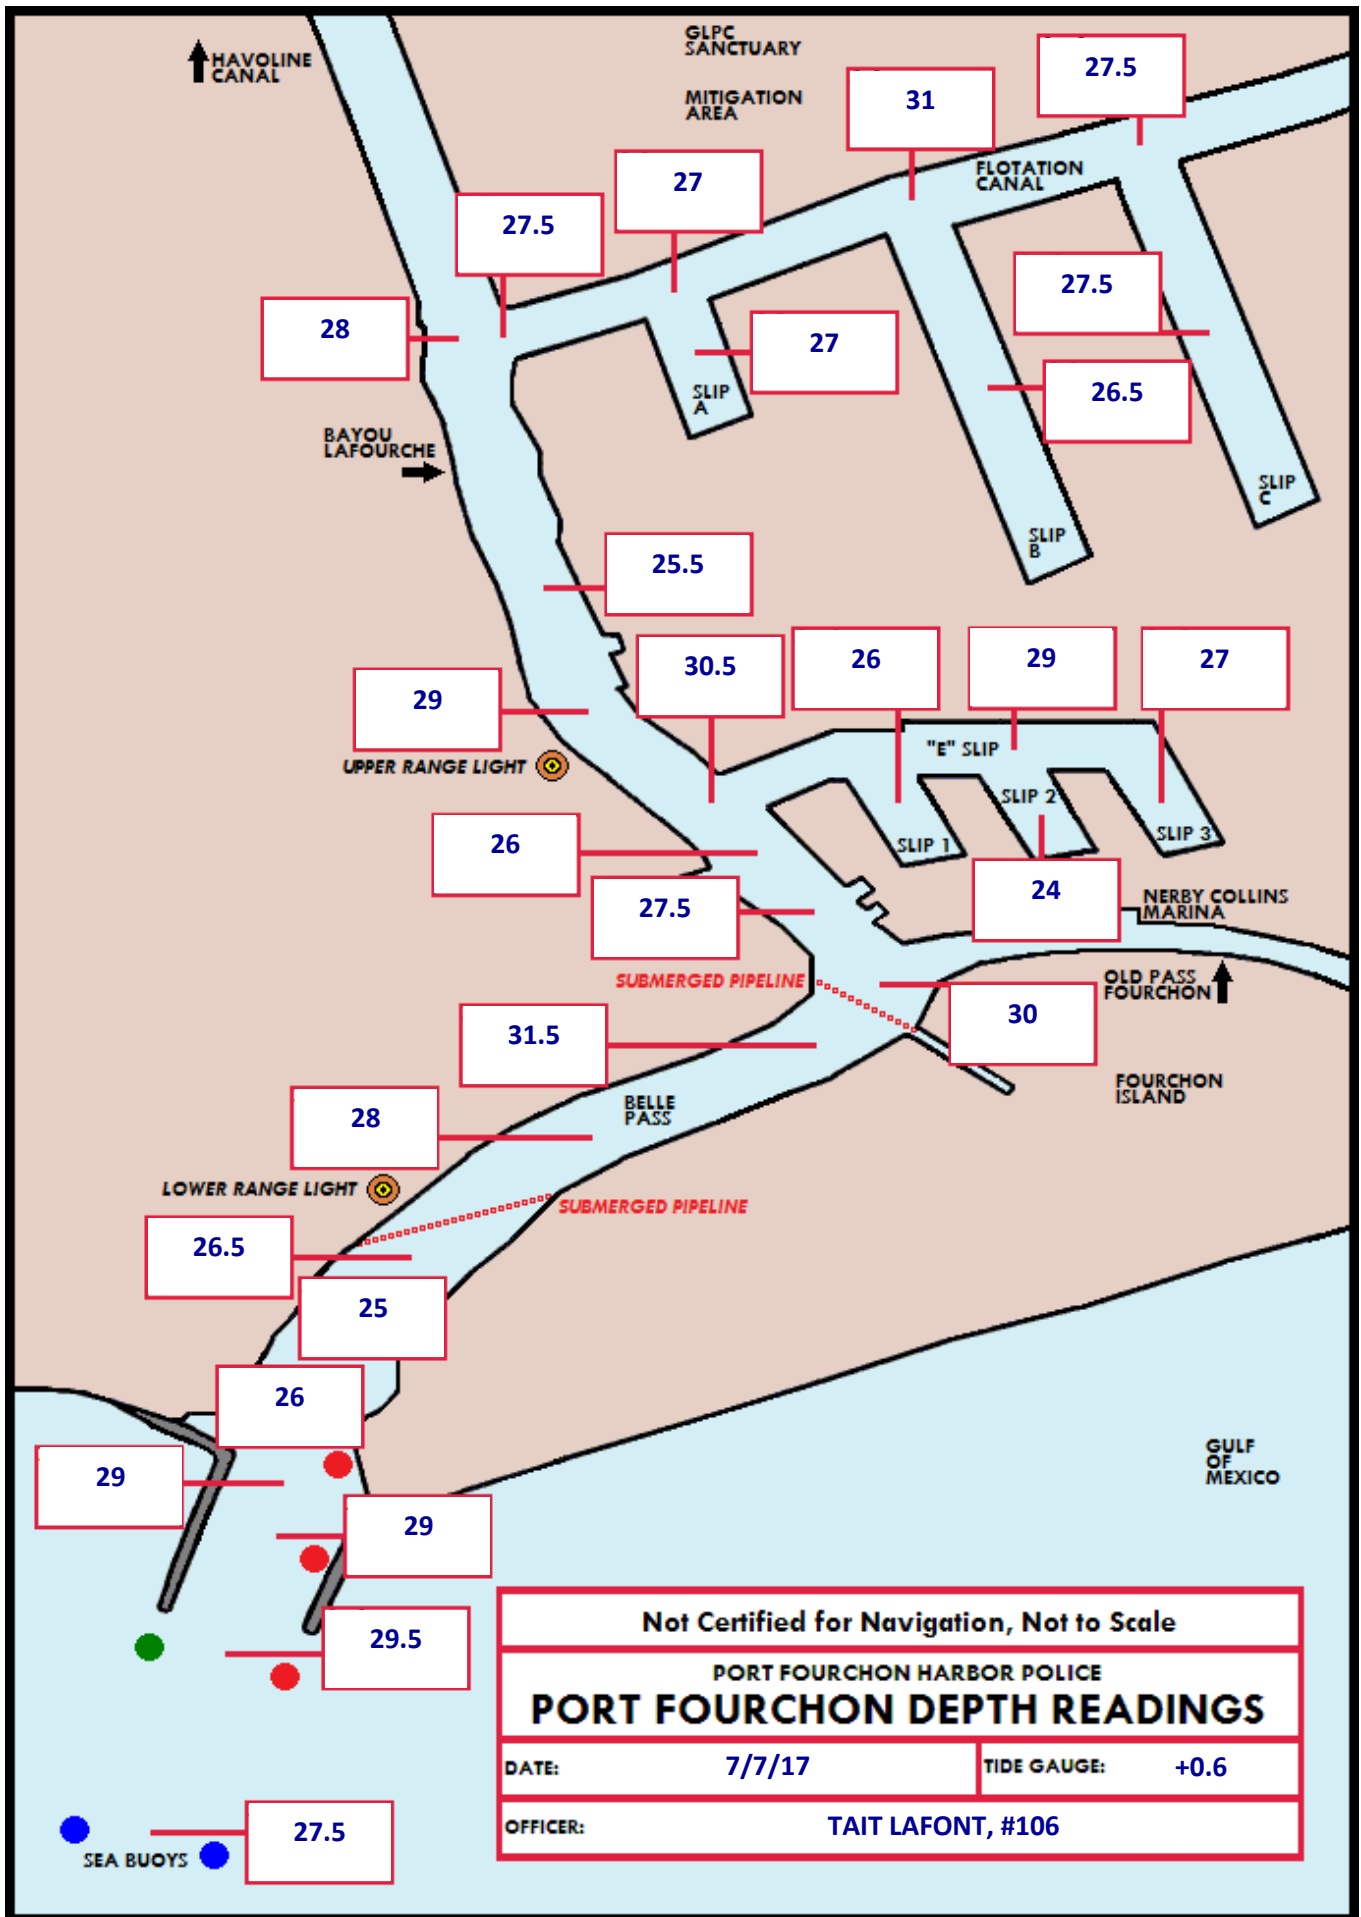 GLPC
SANCTUARY
HAVOLINE
CANAL
27.5
MITIGATION
AREA
31
FLOTATION
CANAL
27
27.5
27.5
28
27
26.5
SLIP
A
BAYOU
LAFOURCHE
SLIP
C
SLIP
B
25.5
30.5
26
29
27
29
"E" SLIP
UPPER RANGE LIGHT
SLIP 2
SLIP 1
SLIP 3
26
24
27.5
NERBY COLLINS
MARINA
SUBMERGED PIPELINE
OLD PASS
FOURCHON
30
31.5
FOURCHON
ISLAND
BELLE
PASS
28
LOWER RANGE LIGHT
SUBMERGED PIPELINE
26.5
25
26
GULF
OF
MEXICO
29
29
29.5
Not Certified for Navigation, Not to Scale
PORT FOURCHON HARBOR POLICE
PORT FOURCHON DEPTH READINGS
DATE: 7/7/17 TIDE GAUGE: +0.6
OFFICER: TAIT LAFONT, #106
27.5
SEA BUOYS